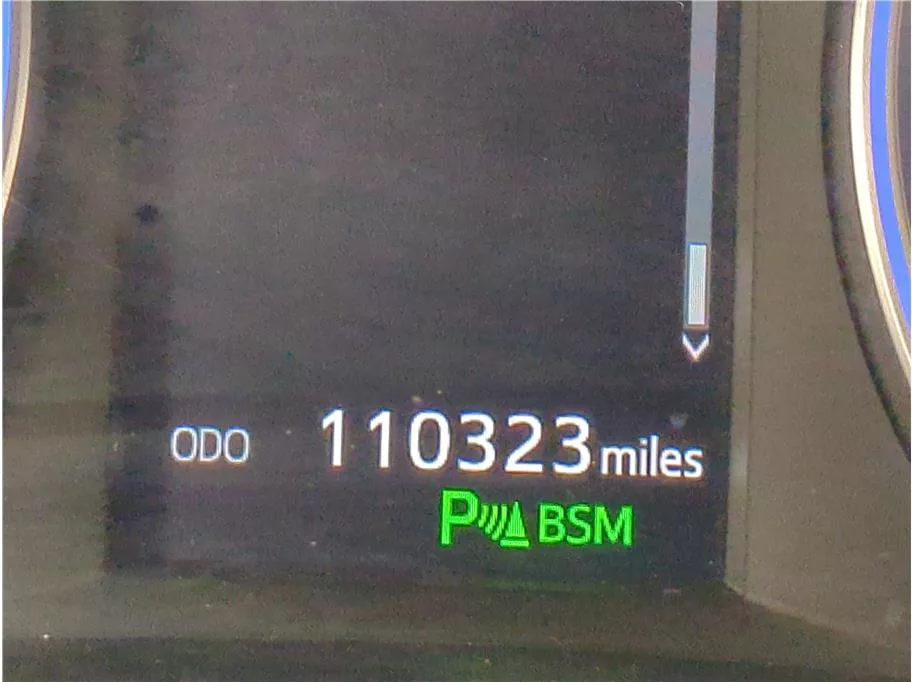 ODO 110323 miles
P BSM